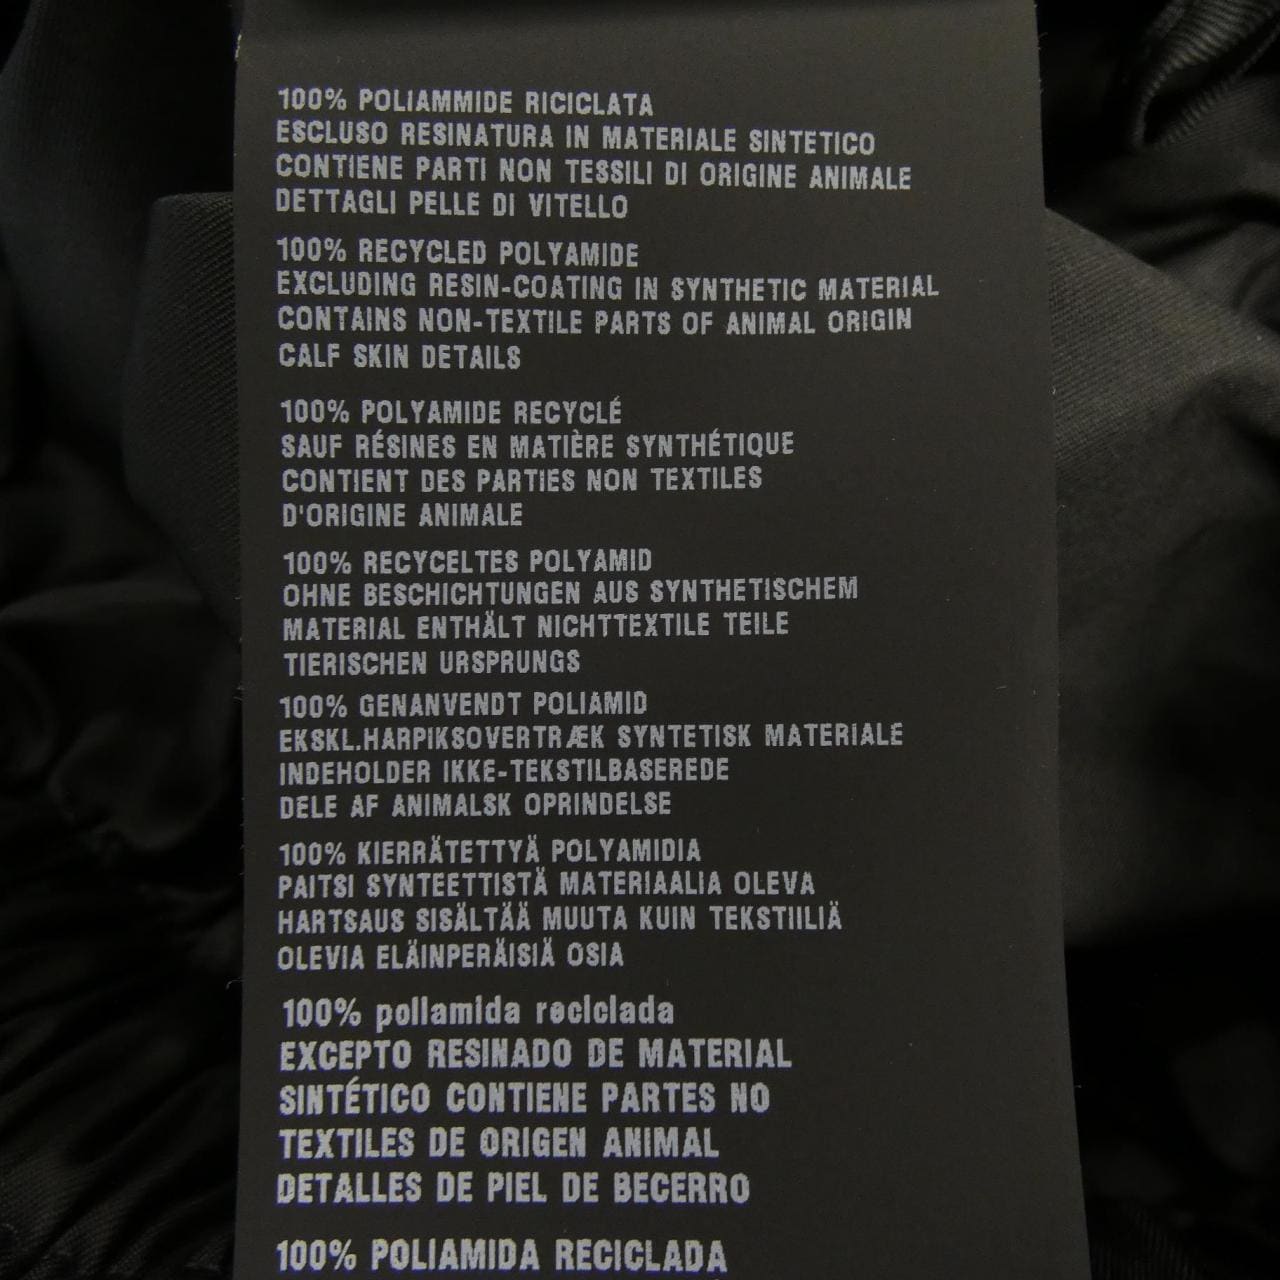 100% POLIAMMIDE RICICLATA
ESCLUSO RESINATURA IN MATERIALE SINTETICO
CONTIENE PARTI NON TESSILI DI ORIGINE ANIMALE
DETTAGLI PELLE DI VITELLO
100% RECYCLED POLYAMIDE
EXCLUDING RESIN-COATING IN SYNTHETIC MATERIAL
CONTAINS NON-TEXTILE PARTS OF ANIMAL ORIGIN
CALF SKIN DETAILS
100% POLYAMIDE RECYCLÉ
SAUF RÉSINES EN MATIÈRE SYNTHÉTIQUE
CONTIENT DES PARTIES NON TEXTILES
D'ORIGINE ANIMALE
100% RECYCELTES POLYAMID
OHNE BESCHICHTUNGEN AUS SYNTHETISCHEM
MATERIAL ENTHÄLT NICHTTEXTILE TEILE
TIERISCHEN URSPRUNGS
100% GENANVENDT POLIAMID
EKSKL.HARPIKSOVERTRÆK SYNTETISK MATERIALE
INDEHOLDER IKKE-TEKSTILBASEREDE
DELE AF ANIMALSK OPRINDELSE
100% KIERRÄTETTYÄ POLYAMIDIA
PAITSI SYNTEETTISTÄ MATERIAALIA OLEVA
HARTSAUS SISÄLTÄÄ MUUTA KUIN TEKSTIILIÄ
OLEVIA ELÄINPERÄISIÄ OSIA
100% poliamida reciclada
EXCEPTO RESINADO DE MATERIAL
SINTÉTICO CONTIENE PARTES NO
TEXTILES DE ORIGEN ANIMAL
DETALLES DE PIEL DE BECERRO
100% POLIAMIDA RECICLADA